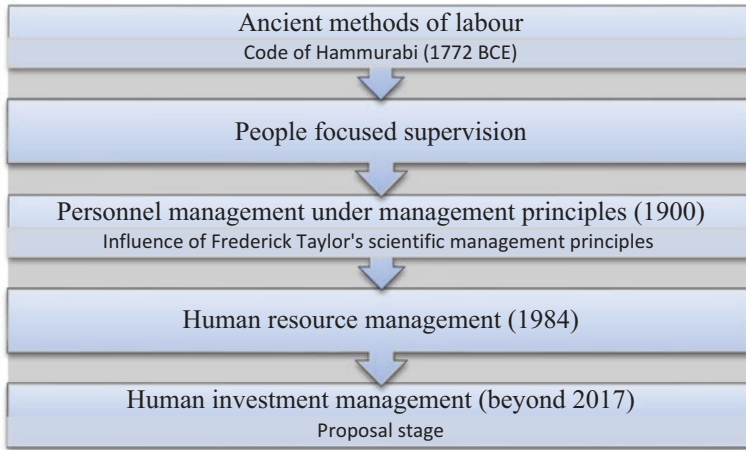 Ancient methods of labour
Code of Hammurabi (1772 BCE)
People focused supervision
Personnel management under management principles (1900)
Influence of Frederick Taylor's scientific management principles
Human resource management (1984)
Human investment management (beyond 2017)
Proposal stage